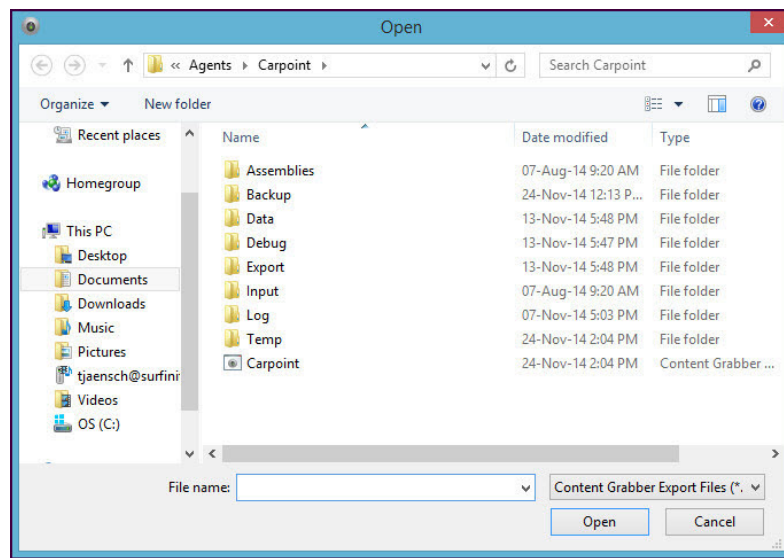 Open
« Agents Carpoint
Search Carpoint
Organize New folder
Recent places
Homegroup
This PC
Desktop
Documents
Downloads
Music
Pictures
tjaensch@surfini
Videos
OS (C:)
Name Date modified Type
Assemblies 07-Aug-14 9:20 AM File folder
Backup 24-Nov-14 12:13 P... File folder
Data 13-Nov-14 5:48 PM File folder
Debug 13-Nov-14 5:47 PM File folder
Export 13-Nov-14 5:48 PM File folder
Input 07-Aug-14 9:20 AM File folder
Log 07-Nov-14 5:03 PM File folder
Temp 24-Nov-14 2:04 PM File folder
Carpoint 24-Nov-14 2:04 PM Content Grabber ...
File name: Content Grabber Export Files (*.
Open Cancel